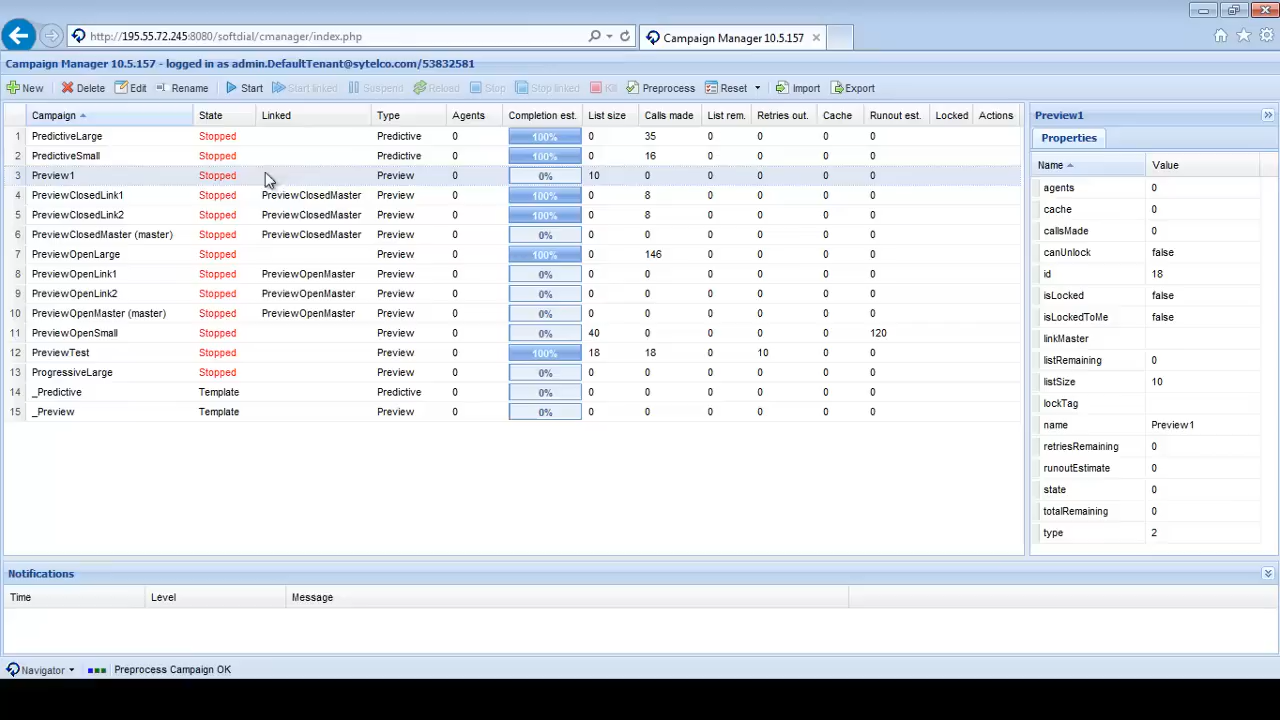 http://195.55.72.245:8080/softdial/cmanager/index.php
Campaign Manager 10.5.157
Campaign Manager 10.5.157 - logged in as admin.DefaultTenant@sytelco.com/53832581
New Delete Edit Rename Start Start linked Suspend Reload Stop Stop linked Kill Preprocess Reset Import Export
Campaign State Linked Type Agents Completion est. List size Calls made List rem. Retries out. Cache Runout est. Locked Actions
1 PredictiveLarge Stopped Predictive 0 100% 0 35 0 0 0 0
2 PredictiveSmall Stopped Predictive 0 100% 0 16 0 0 0 0
3 Preview1 Stopped Preview 0 0% 10 0 0 0 0 0
4 PreviewClosedLink1 Stopped PreviewClosedMaster Preview 0 100% 0 8 0 0 0 0
5 PreviewClosedLink2 Stopped PreviewClosedMaster Preview 0 100% 0 8 0 0 0 0
6 PreviewClosedMaster (master) Stopped PreviewClosedMaster Preview 0 0% 0 0 0 0 0 0
7 PreviewOpenLarge Stopped Preview 0 100% 0 146 0 0 0 0
8 PreviewOpenLink1 Stopped PreviewOpenMaster Preview 0 0% 0 0 0 0 0 0
9 PreviewOpenLink2 Stopped PreviewOpenMaster Preview 0 0% 0 0 0 0 0 0
10 PreviewOpenMaster (master) Stopped PreviewOpenMaster Preview 0 0% 0 0 0 0 0 0
11 PreviewOpenSmall Stopped Preview 0 0% 40 0 0 0 0 120
12 PreviewTest Stopped Preview 0 100% 18 18 0 10 0 0
13 ProgressiveLarge Stopped Preview 0 0% 0 0 0 0 0 0
14 _Predictive Template Predictive 0 0% 0 0 0 0 0 0
15 _Preview Template Preview 0 0% 0 0 0 0 0 0
Preview1
Properties
Name Value
agents 0
cache 0
callsMade 0
canUnlock false
id 18
isLocked false
isLockedToMe false
linkMaster
listRemaining 0
listSize 10
lockTag
name Preview1
retriesRemaining 0
runoutEstimate 0
state 0
totalRemaining 0
type 2
Notifications
Time Level Message
Navigator Preprocess Campaign OK